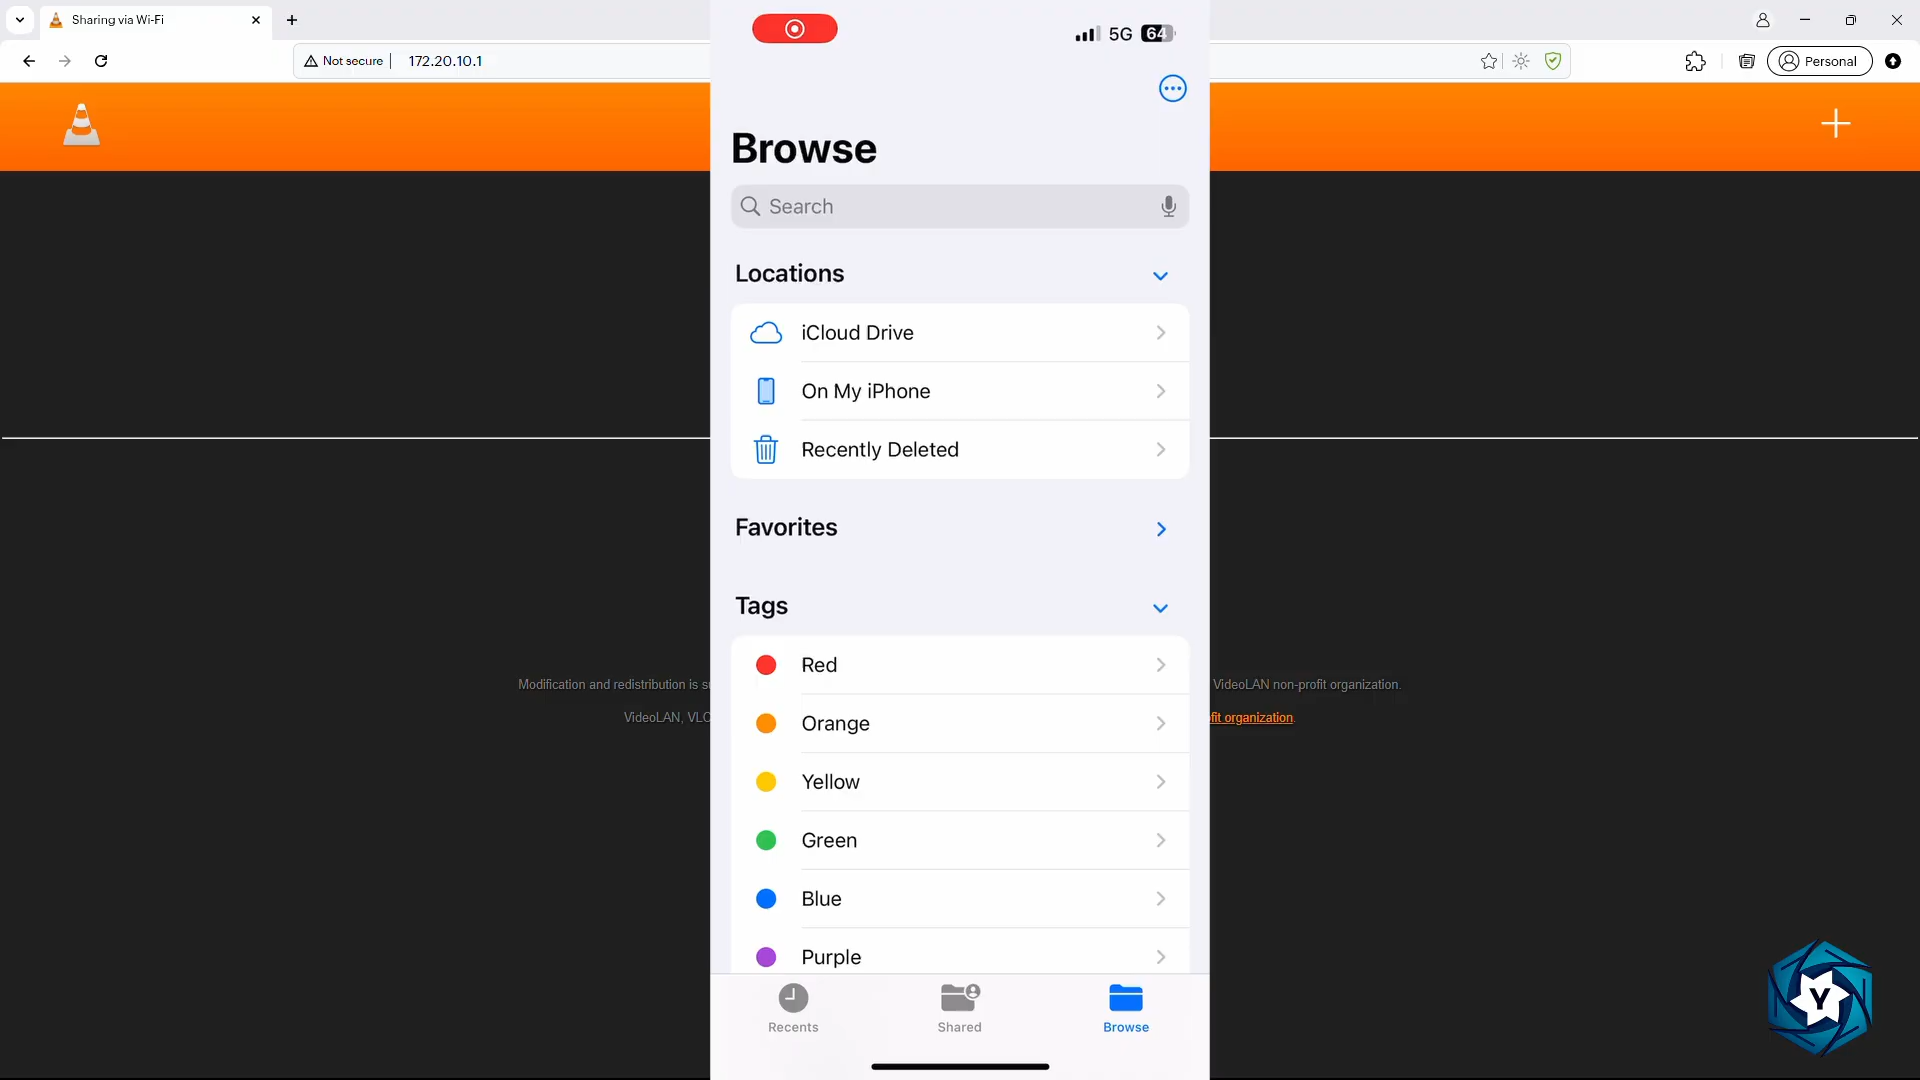 Sharing via Wi-Fi
Not secure
172.20.10.1
Personal
5G
64
Browse
Search
Locations
iCloud Drive
On My iPhone
Recently Deleted
Favorites
Tags
Red
Orange
Yellow
Green
Blue
Purple
Recents
Shared
Browse
Modification and redistribution is
VideoLAN non-profit organization.
VideoLAN, VLC
organization.
Y